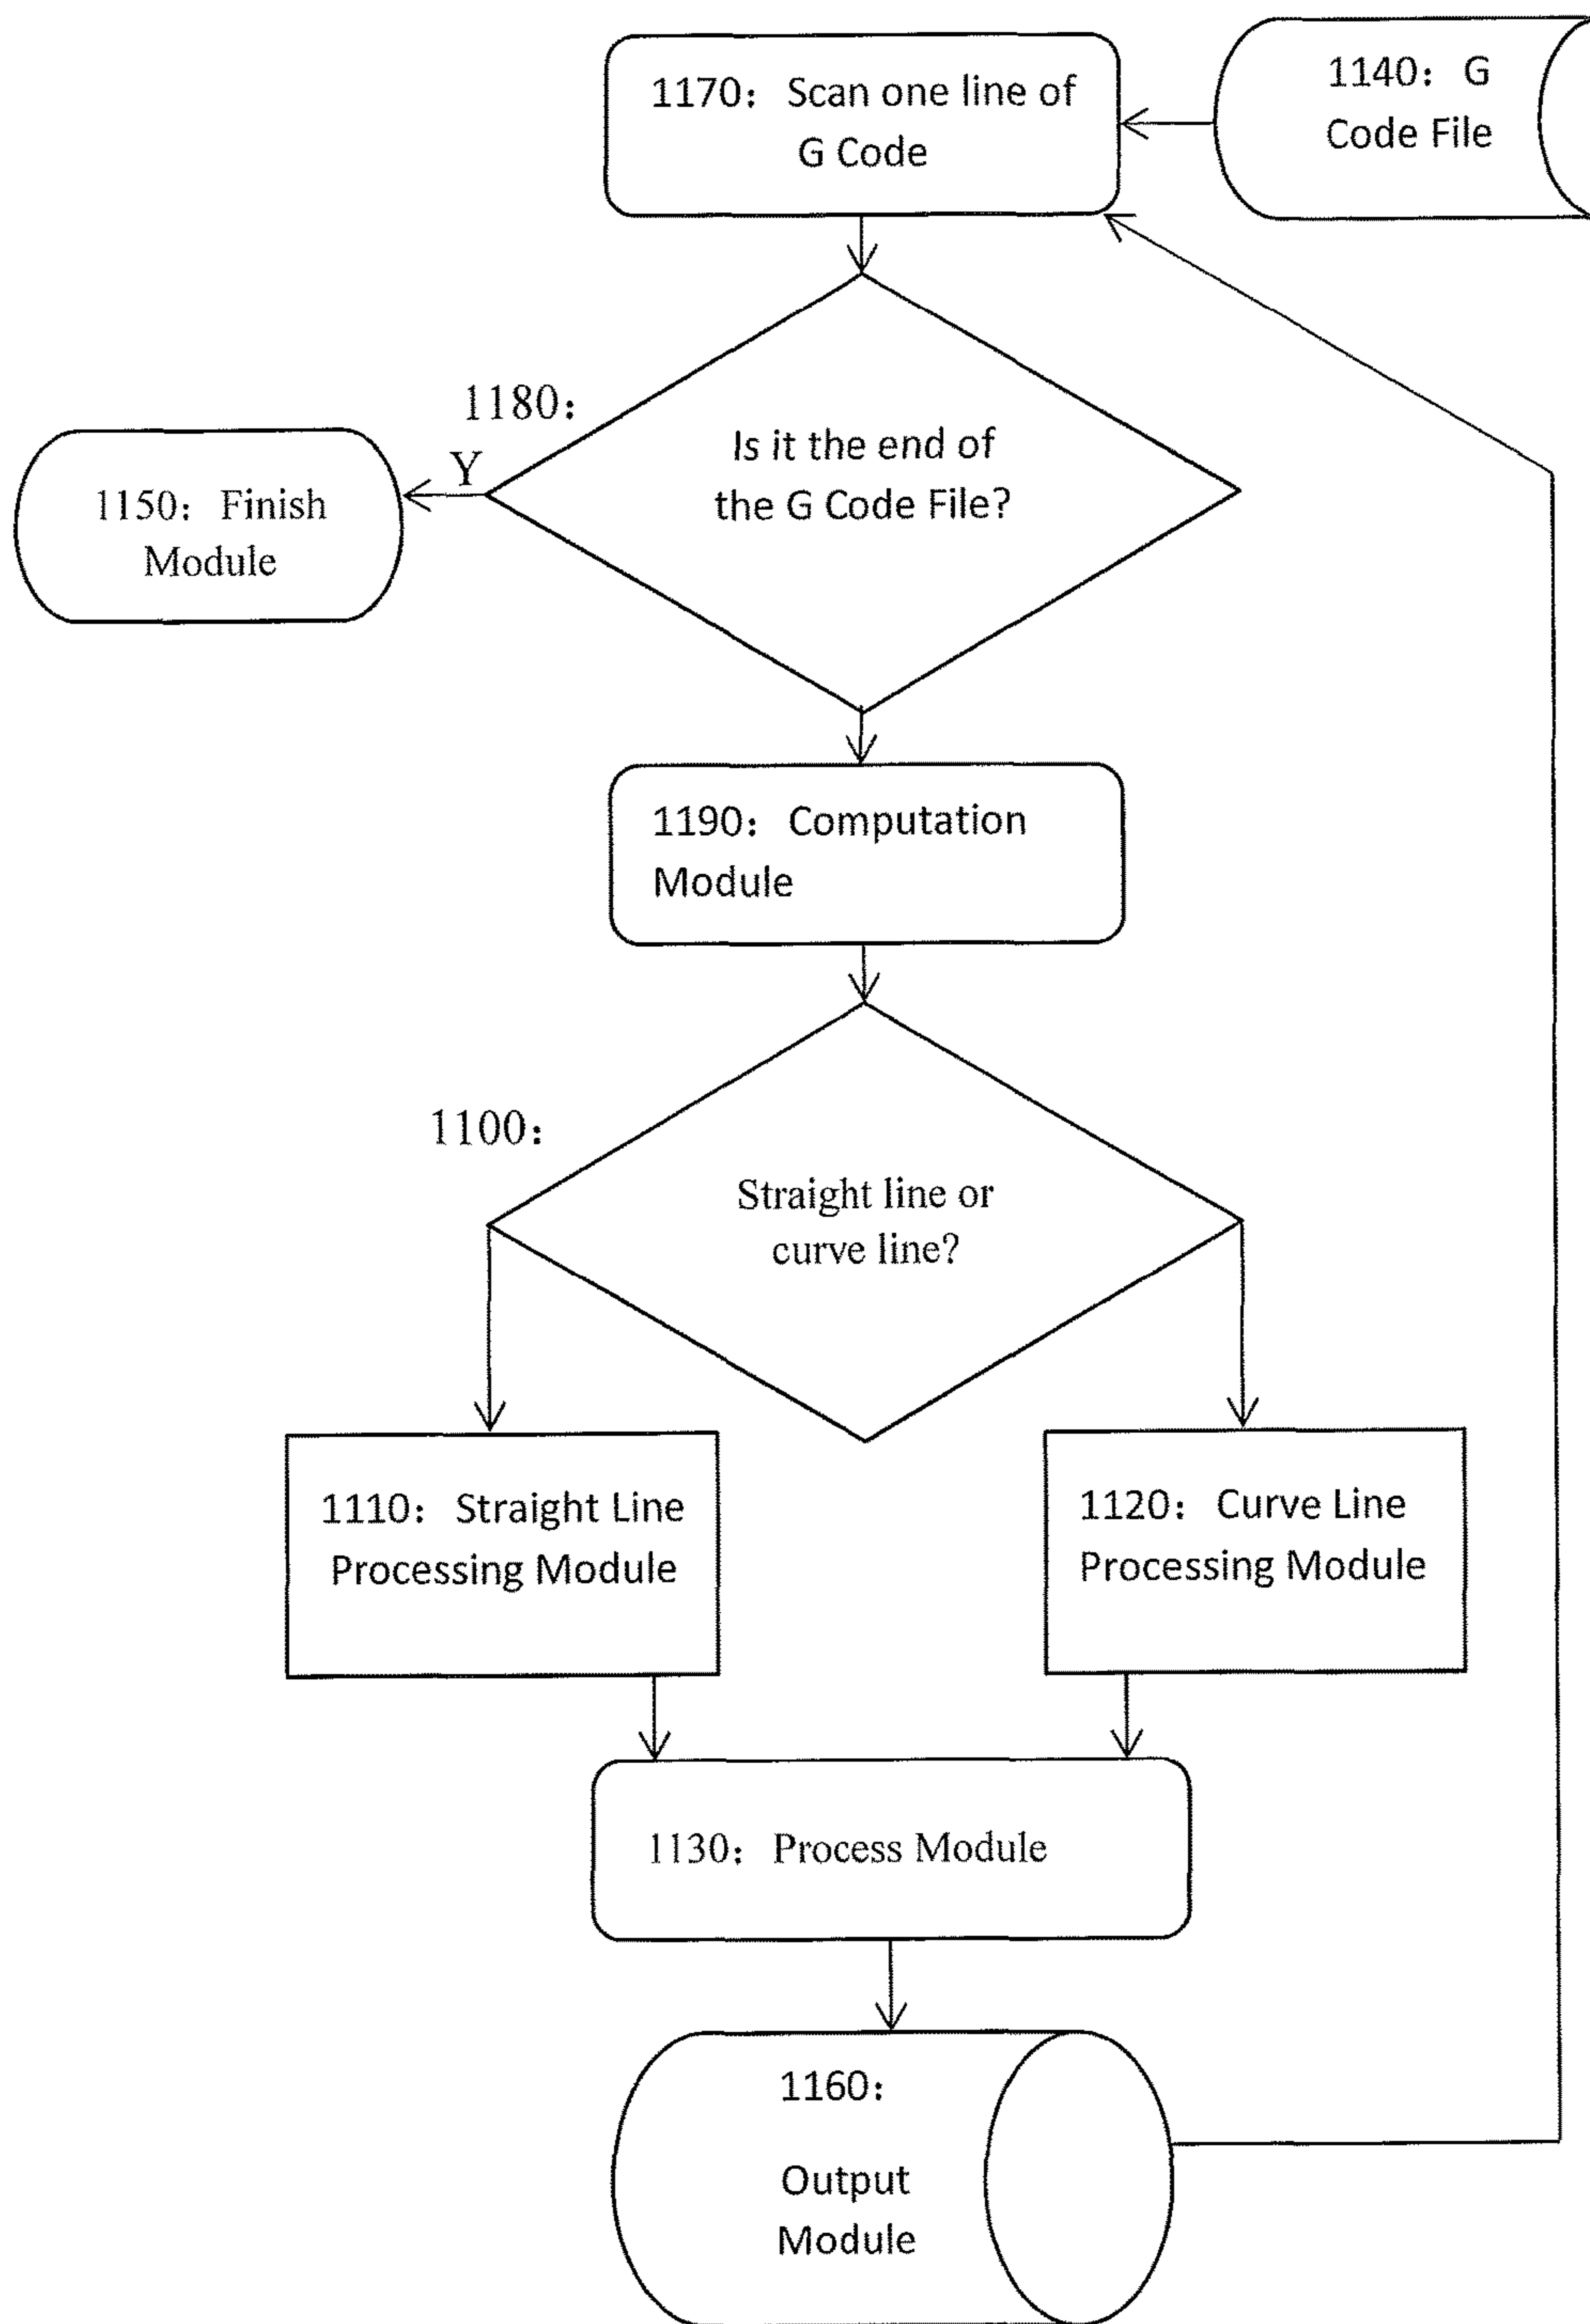 1170：Scan one line of
G Code
1140：G
Code File
1180：
Is it the end of
the G Code File?
Y
1150：Finish
Module
1190：Computation
Module
1100：
Straight line or
curve line?
1110：Straight Line
Processing Module
1120：Curve Line
Processing Module
1130：Process Module
1160：
Output
Module